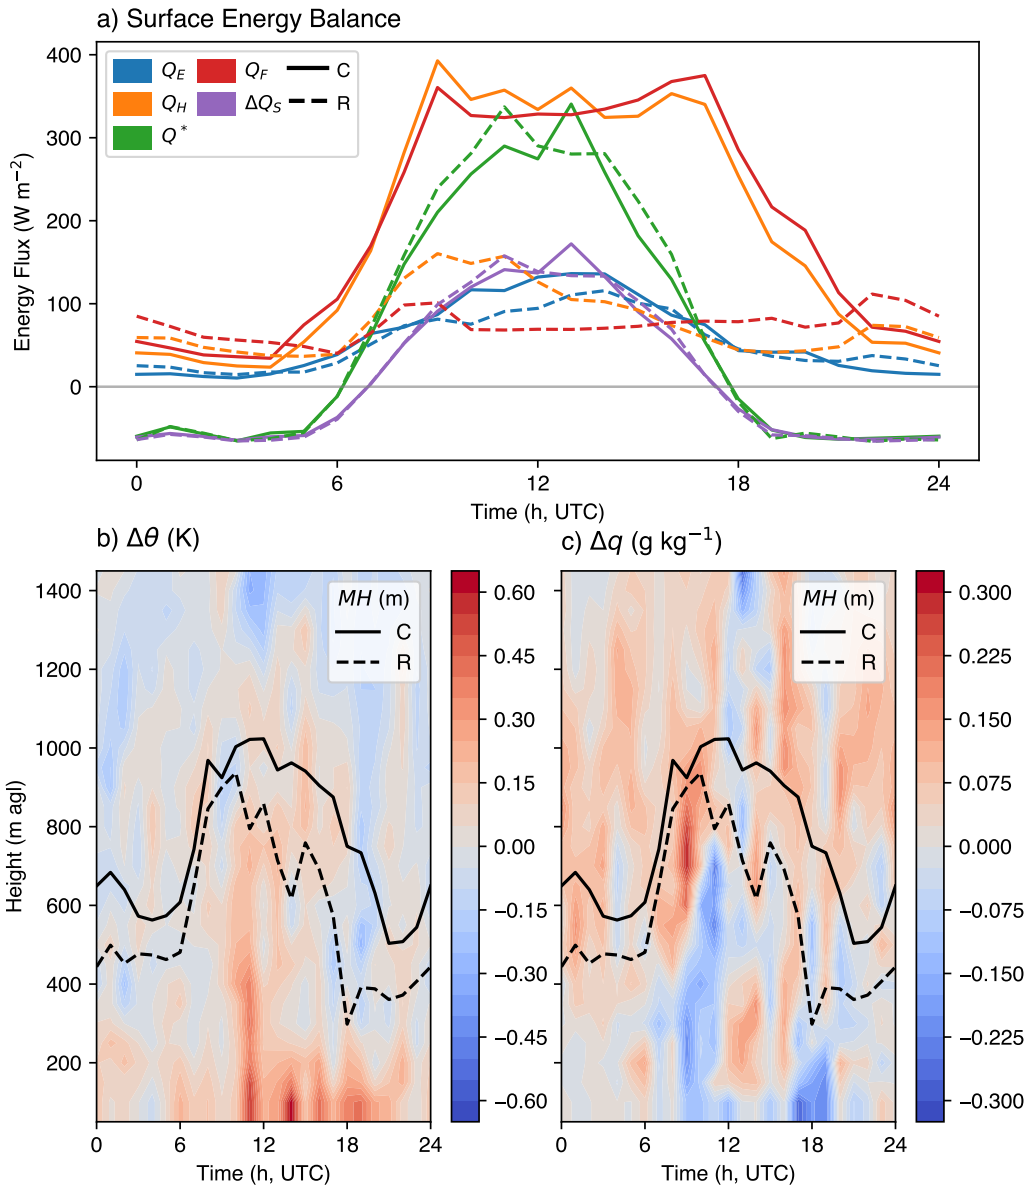 a) Surface Energy Balance
Q_E Q_F C
Q_H ΔQ_S R
Q*
400
300
200
100
0
Energy Flux (W m⁻²)
0 6 12 18 24
Time (h, UTC)
b) Δθ (K)
c) Δq (g kg⁻¹)
MH (m)
C
R
1400
1200
1000
800
600
400
200
Height (m agl)
0 6 12 18 24
Time (h, UTC)
0.60
0.45
0.30
0.15
0.00
−0.15
−0.30
−0.45
−0.60
MH (m)
C
R
0 6 12 18 24
Time (h, UTC)
0.300
0.225
0.150
0.075
0.000
−0.075
−0.150
−0.225
−0.300